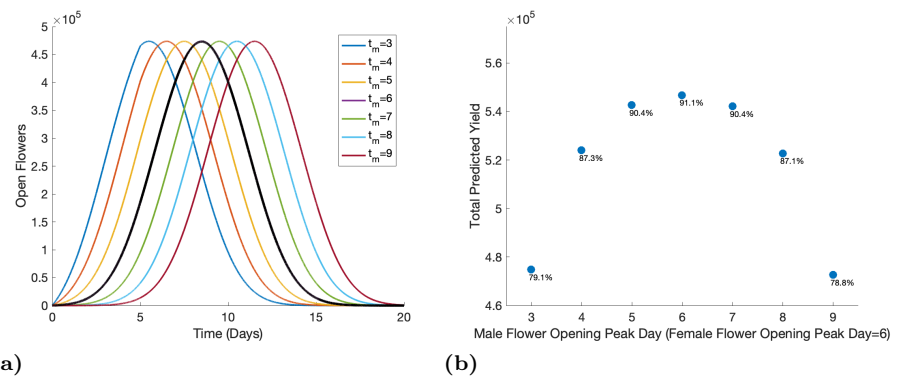 ×10⁵
5
4.5
4
3.5
3
2.5
2
1.5
1
0.5
0
Open Flowers
0 5 10 15 20
Time (Days)
t_m=3
t_m=4
t_m=5
t_m=6
t_m=7
t_m=8
t_m=9
a)
×10⁵
5.6
5.4
5.2
5
4.8
4.6
Total Predicted Yield
79.1%
87.3%
90.4%
91.1%
90.4%
87.1%
78.8%
3 4 5 6 7 8 9
Male Flower Opening Peak Day (Female Flower Opening Peak Day=6)
(b)